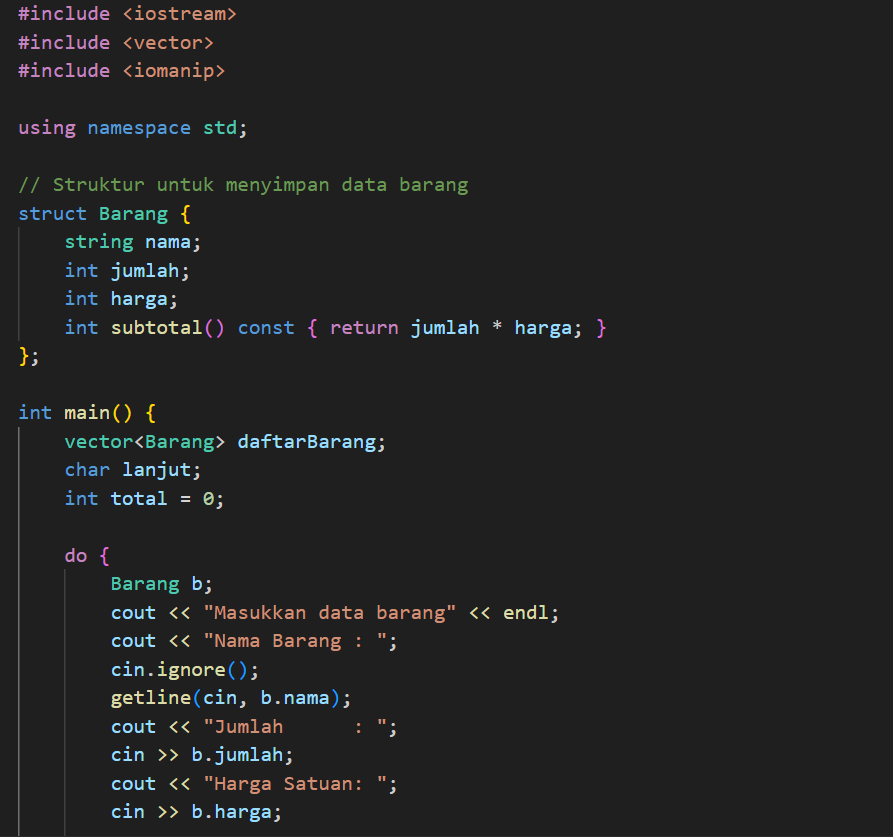 #include <iostream>
#include <vector>
#include <iomanip>

using namespace std;

// Struktur untuk menyimpan data barang
struct Barang {
    string nama;
    int jumlah;
    int harga;
    int subtotal() const { return jumlah * harga; }
};

int main() {
    vector<Barang> daftarBarang;
    char lanjut;
    int total = 0;

    do {
        Barang b;
        cout << "Masukkan data barang" << endl;
        cout << "Nama Barang : ";
        cin.ignore();
        getline(cin, b.nama);
        cout << "Jumlah      : ";
        cin >> b.jumlah;
        cout << "Harga Satuan: ";
        cin >> b.harga;